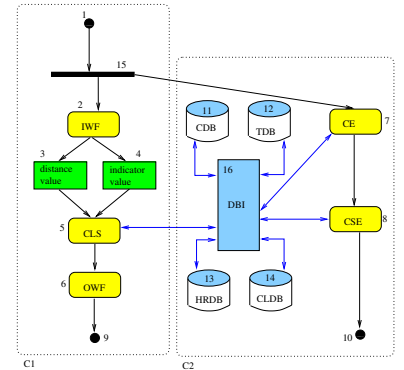 1
15
2
IWF
3
distance
value
4
indicator
value
5
CLS
6
OWF
9
C1
11
CDB
12
TDB
16
DBI
13
HRDB
14
CLDB
CE
7
CSE
8
10
C2